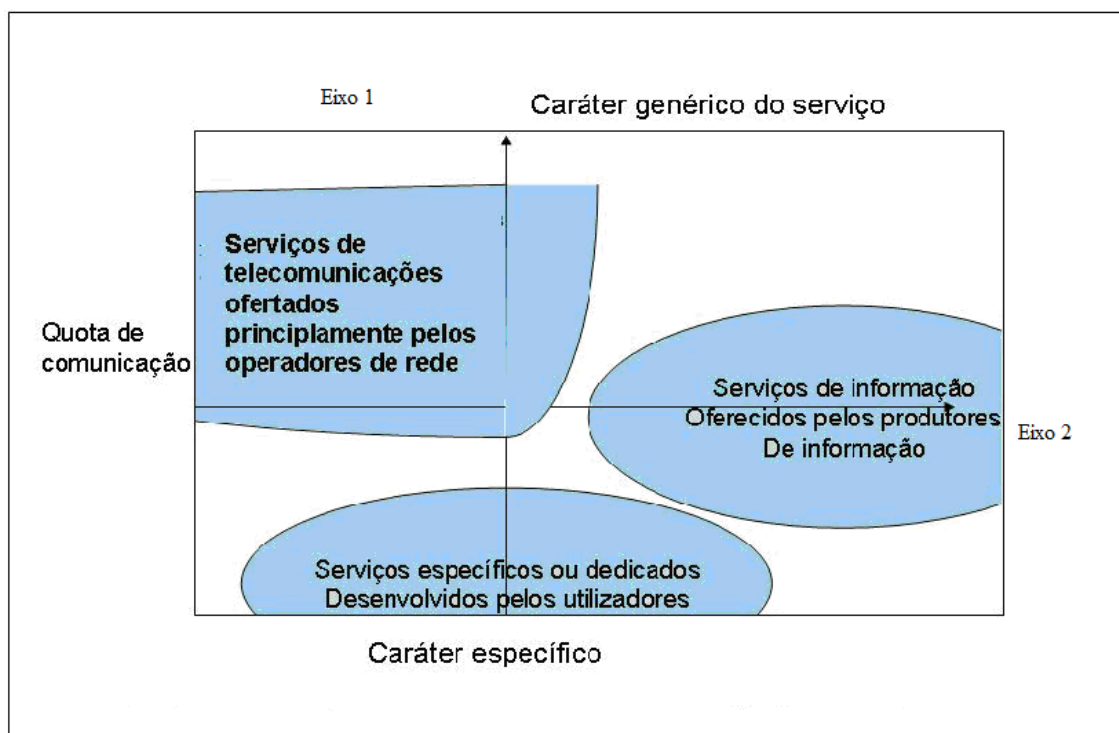 Eixo 1
Caráter genérico do serviço
Serviços de
telecomunicações
ofertados
principlamente pelos
operadores de rede
Quota de
comunicação
Serviços de informação
Oferecidos pelos produtores
De informação
Eixo 2
Serviços específicos ou dedicados
Desenvolvidos pelos utilizadores
Caráter específico